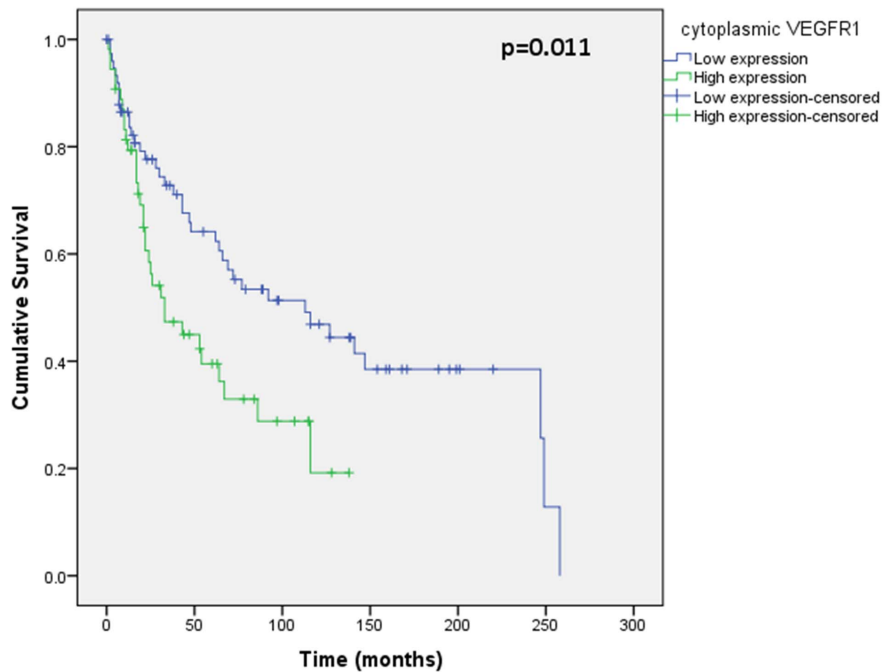 cytoplasmic VEGFR1
Low expression
High expression
Low expression-censored
High expression-censored
p=0.011
1.0
0.8
0.6
0.4
0.2
0.0
Cumulative Survival
0 50 100 150 200 250 300
Time (months)